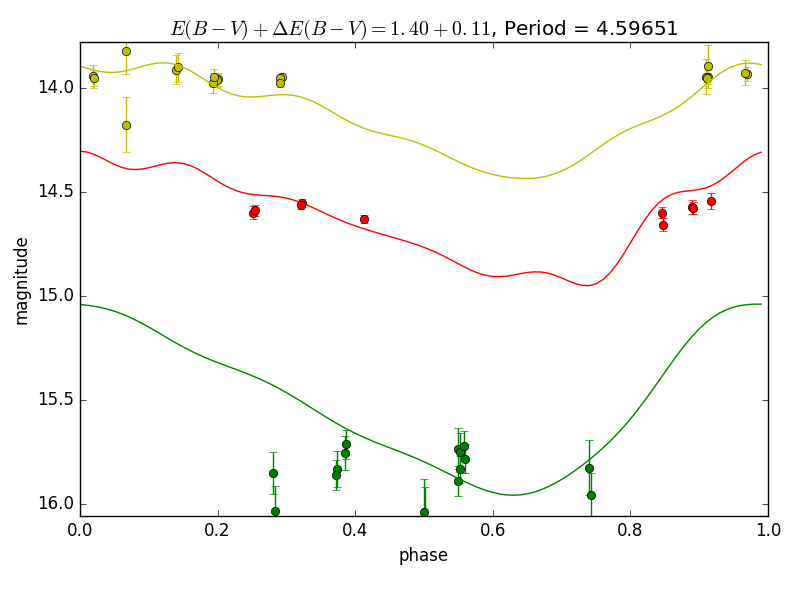 E(B − V) + ΔE(B − V) = 1.40 + 0.11, Period = 4.59651
14.0
14.5
15.0
15.5
16.0
magnitude
0.0 0.2 0.4 0.6 0.8 1.0
phase